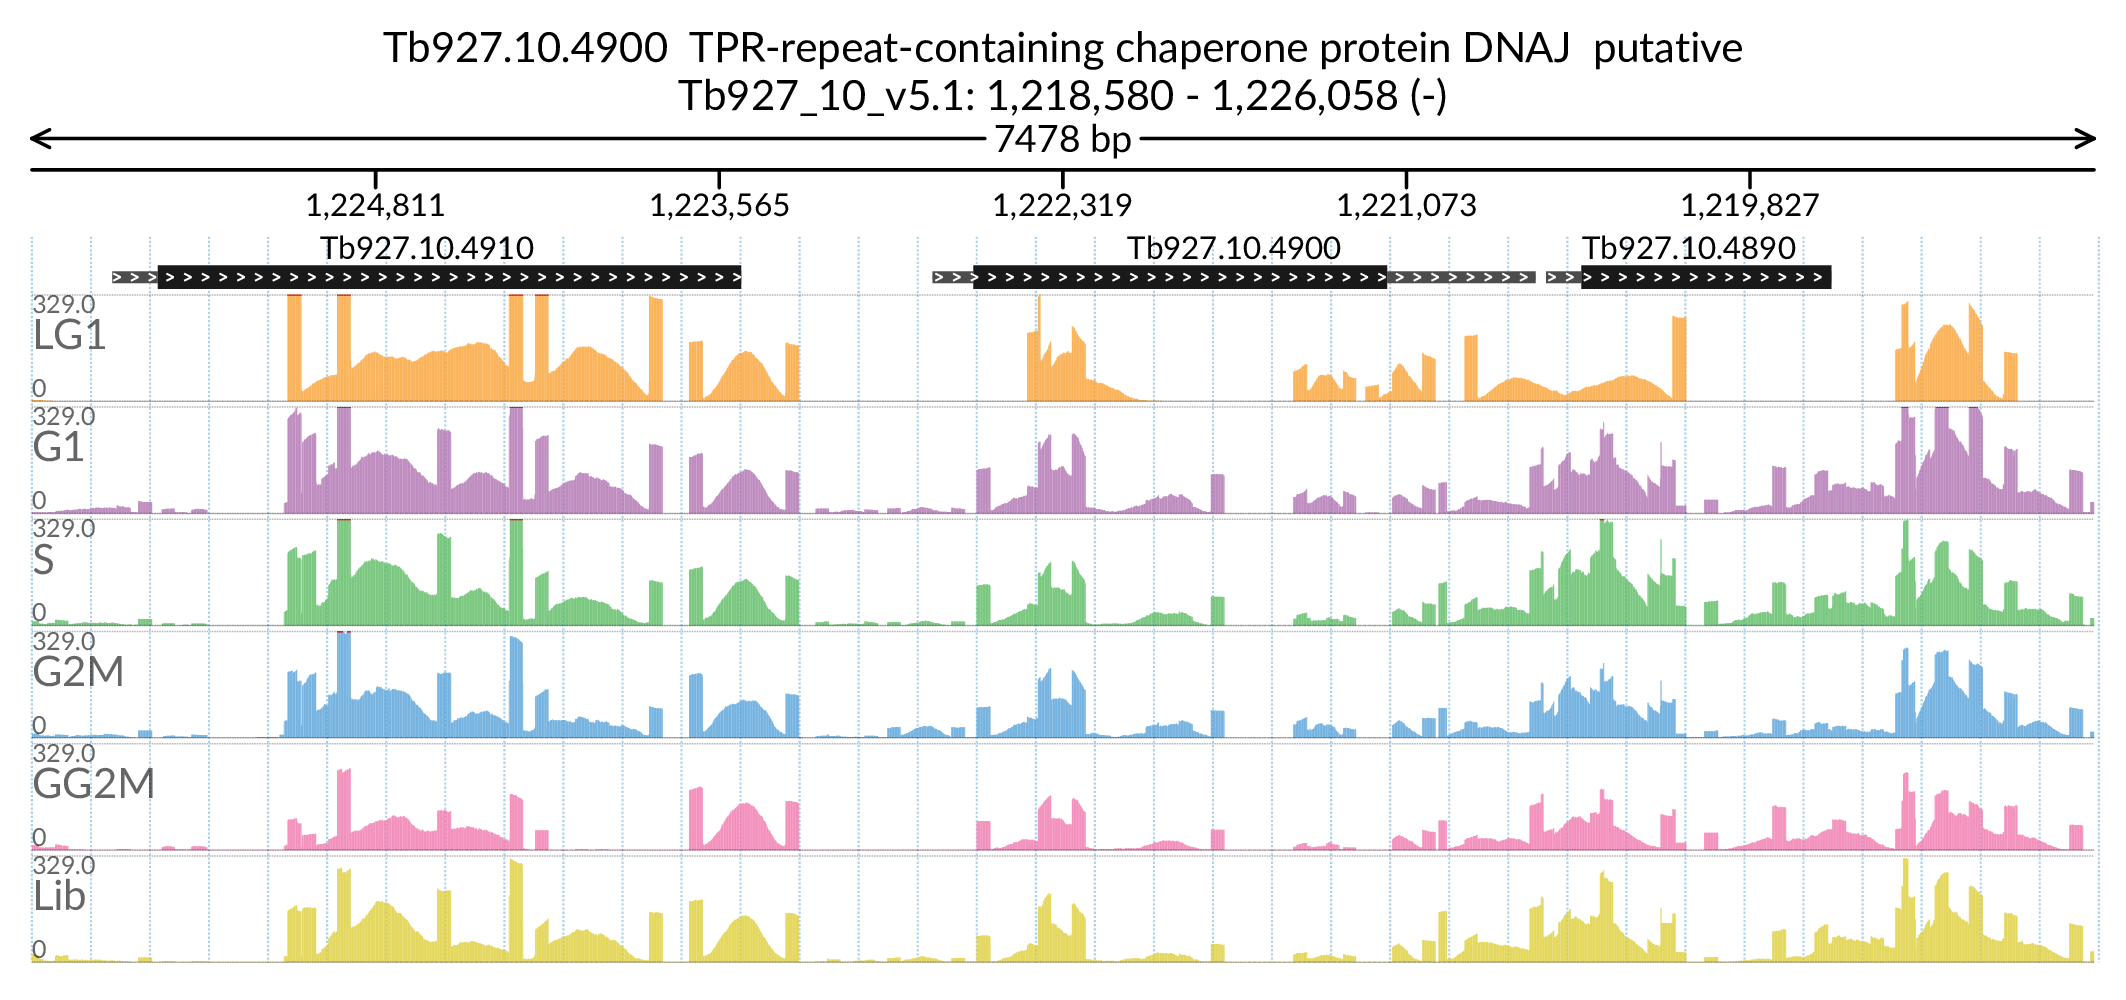 Tb927.10.4900  TPR-repeat-containing chaperone protein DNAJ  putative
Tb927_10_v5.1: 1,218,580 - 1,226,058 (-)
7478 bp
1,224,811 1,223,565 1,222,319 1,221,073 1,219,827
Tb927.10.4910 Tb927.10.4900 Tb927.10.4890
329.0
LG1
0
329.0
G1
0
329.0
S
0
329.0
G2M
0
329.0
GG2M
0
329.0
Lib
0